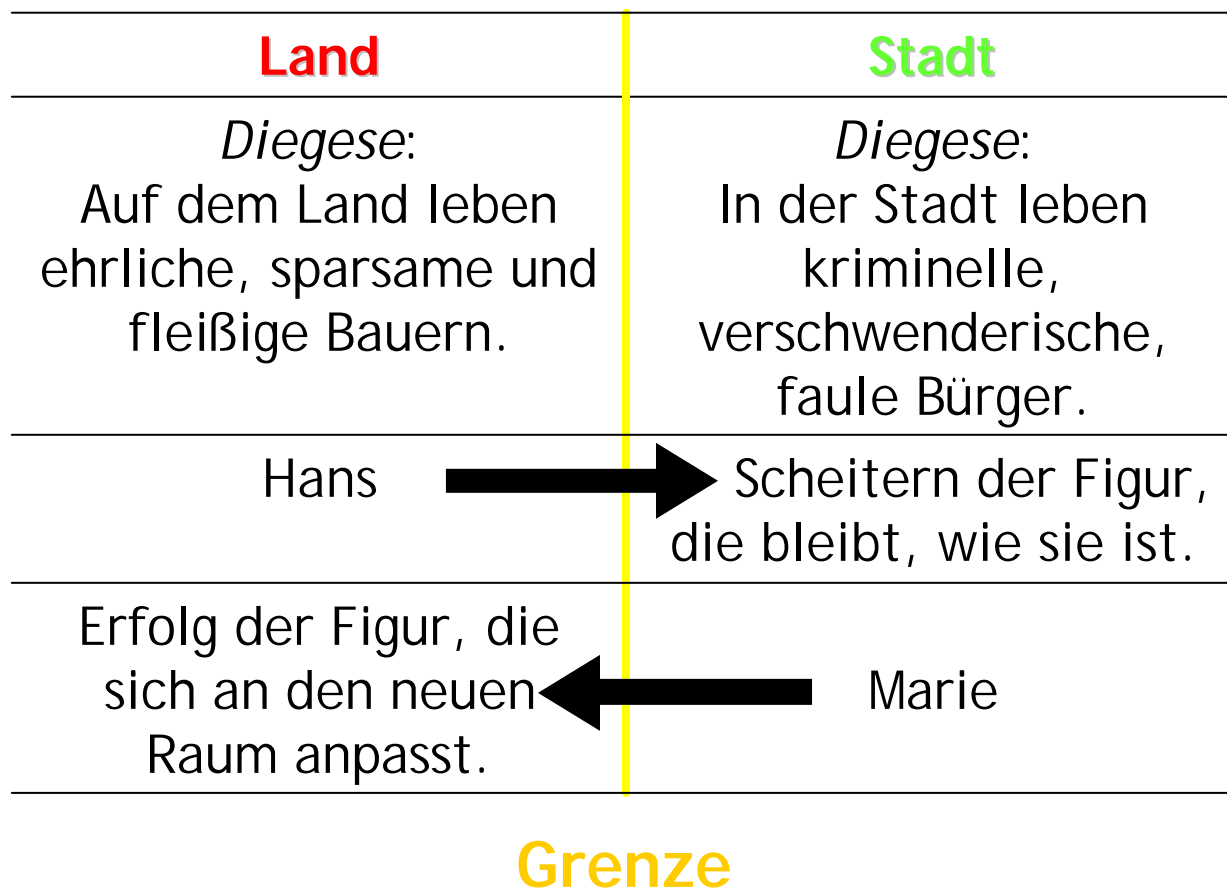 Land
Stadt
Diegese:
Auf dem Land leben
ehrliche, sparsame und
fleißige Bauern.
Diegese:
In der Stadt leben
kriminelle,
verschwenderische,
faule Bürger.
Hans
Scheitern der Figur,
die bleibt, wie sie ist.
Erfolg der Figur, die
sich an den neuen
Raum anpasst.
Marie
Grenze